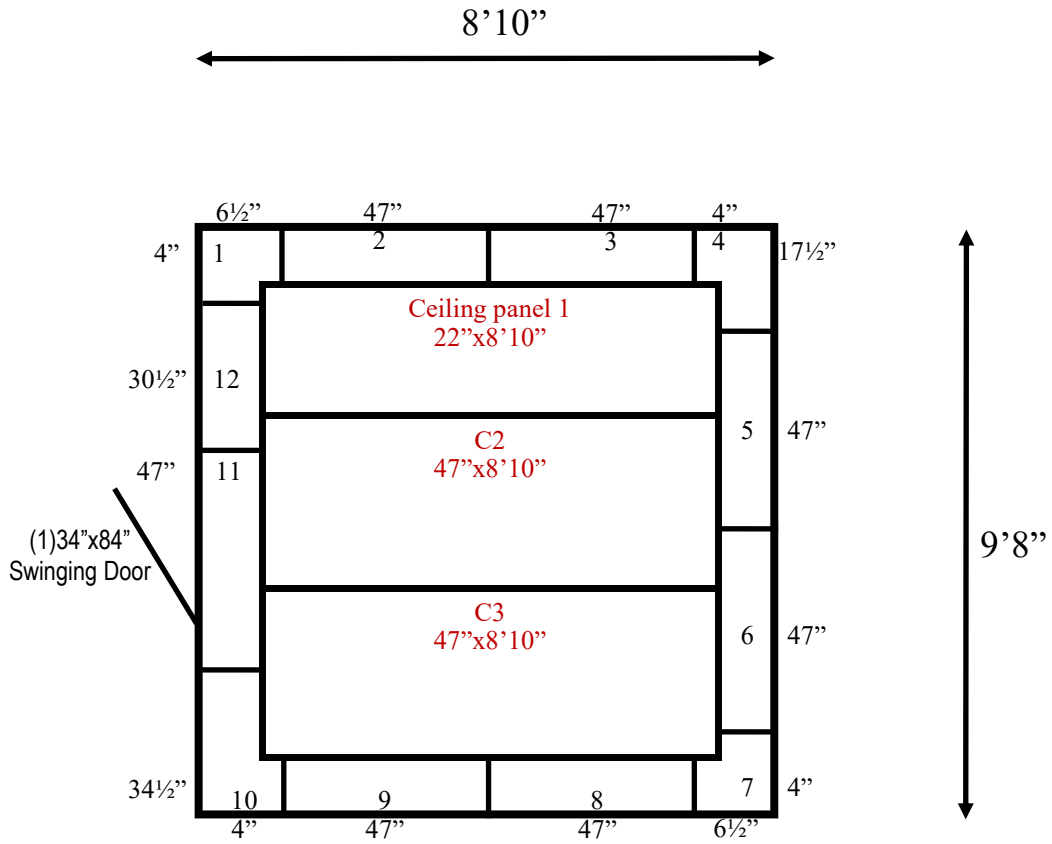 8’10”
6½” 47” 47” 4”
4” 1 2 3 4 17½”
Ceiling panel 1
22”x8’10”
30½” 12
C2
47”x8’10”
5 47”
47” 11
(1)34”x84”
Swinging Door
9’8”
C3
47”x8’10”
6 47”
34½” 10 9 8 7 4”
4” 47” 47” 6½”